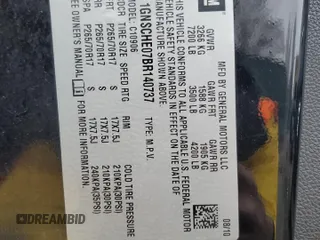 GM
MFD BY GENERAL MOTORS LLC 08/10
GVWR GAWR FRT GAWR RR
3266 KG 1588 KG 1905 KG
7200 LB 3500 LB 4200 LB
THIS VEHICLE CONFORMS TO ALL APPLICABLE U.S. FEDERAL MOTOR
VEHICLE SAFETY STANDARDS IN EFFECT ON THE DATE OF
1GNSCHE07BR140737 TYPE: M.P.V.
C10906
TIRE SIZE SPEED RTG RIM COLD TIRE PRESSURE
P265/70R17 S 17X7.5J 210KPA(30PSI)
P265/70R17 S 17X7.5J 210KPA(30PSI)
P265/70R17 S 17X7.5J 240KPA(35PSI)
SEE OWNER'S MANUAL FOR MORE INFORMATION.
DREAMBID